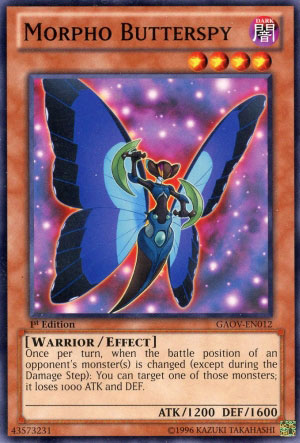 MORPHO BUTTERSPY
DARK
闇
1st Edition
GAOV-EN012
[WARRIOR/EFFECT]
Once per turn, when the battle position of an
opponent's monster(s) is changed (except during
the Damage Step): You can target one of those monsters;
it loses 1000 ATK and DEF.
ATK/1200 DEF/1600
43573231
©1996 KAZUKI TAKAHASHI